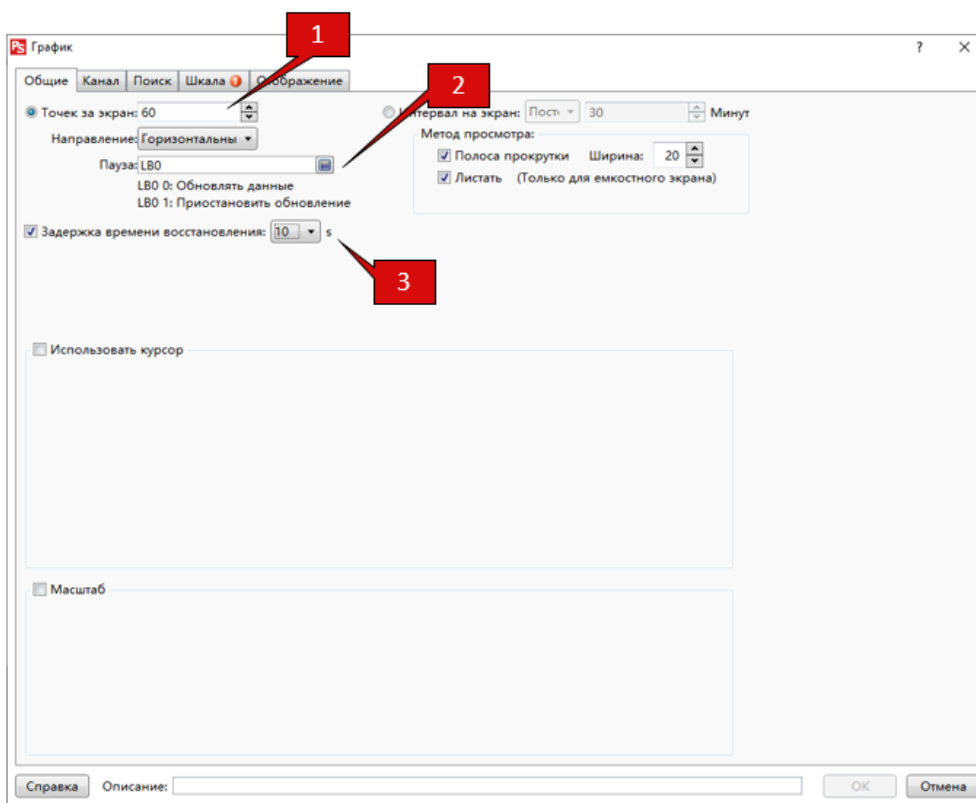 1
PS График ? ×
Общие Канал Поиск Шкала ! Отображение
2
Точек за экран: 60
Интервал на экран: Пост 30 Минут
Направление: Горизонтальны
Метод просмотра:
Пауза: LB0
Полоса прокрутки Ширина: 20
LB0 0: Обновлять данные
Листать (Только для емкостного экрана)
LB0 1: Приостановить обновление
Задержка времени восстановления: 10 s
3
Использовать курсор
Масштаб
Справка Описание: OK Отмена